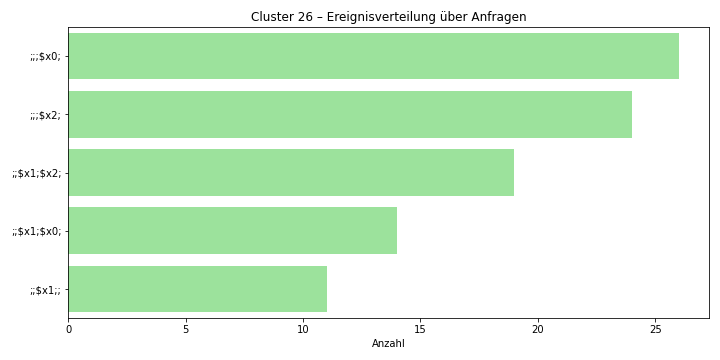 Cluster 26 – Ereignisverteilung über Anfragen
;;;$x0;
;;;$x2;
;;$x1;$x2;
;;$x1;$x0;
;;$x1;;
0 5 10 15 20 25
Anzahl